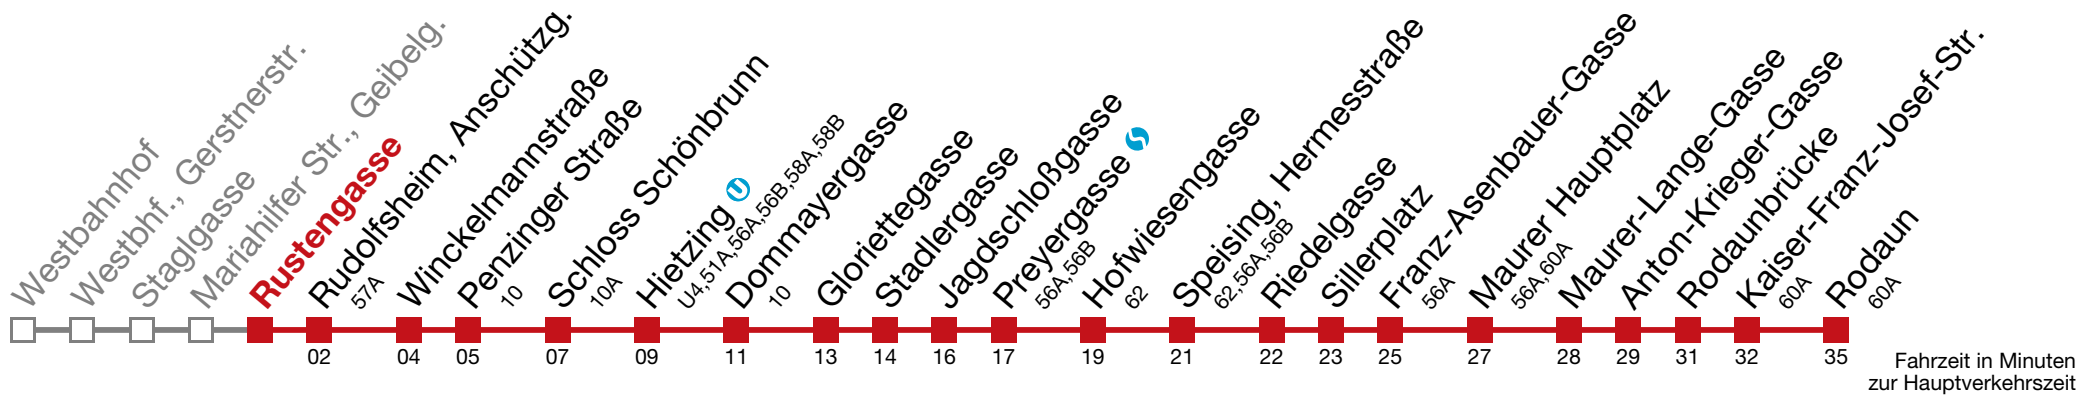 Westbahnhof
Westbhf., Gerstnerstr.
Staglgasse
Mariahilfer Str., Geibelg.
Rustengasse
Rudolfsheim, Anschützg.
57A
Winckelmannstraße
Penzinger Straße
10
Schloss Schönbrunn
10A
Hietzing U
U4,51A,56A,56B,58A,58B
Dommayergasse
10
Gloriettegasse
Stadlergasse
Jagdschloßgasse
Preyergasse S
56A,56B
Hofwiesengasse
62
Speising, Hermesstraße
62,56A,56B
Riedelgasse
Sillerplatz
Franz-Asenbauer-Gasse
56A
Maurer Hauptplatz
56A,60A
Maurer-Lange-Gasse
Anton-Krieger-Gasse
Rodaunbrücke
Kaiser-Franz-Josef-Str.
60A
Rodaun
60A
02 04 05 07 09 11 13 14 16 17 19 21 22 23 25 27 28 29 31 32 35
Fahrzeit in Minuten
zur Hauptverkehrszeit